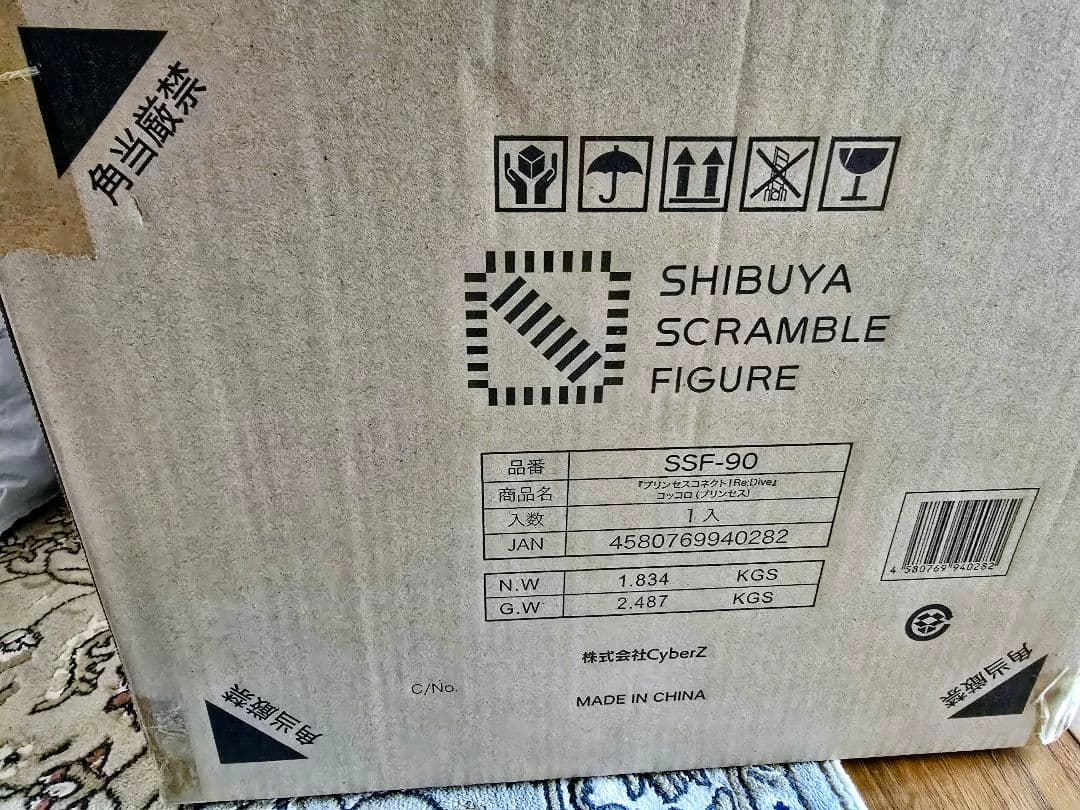 角当厳禁
SHIBUYA
SCRAMBLE
FIGURE
品番 SSF-90
商品名 『プリンセスコネクト!Re:Dive』
コッコロ (プリンセス)
入数 1入
JAN 4580769940282
N.W 1.834 KGS
G.W 2.487 KGS
4 580769 940282
株式会社CyberZ
C/No.
MADE IN CHINA
角当厳禁
角当厳禁